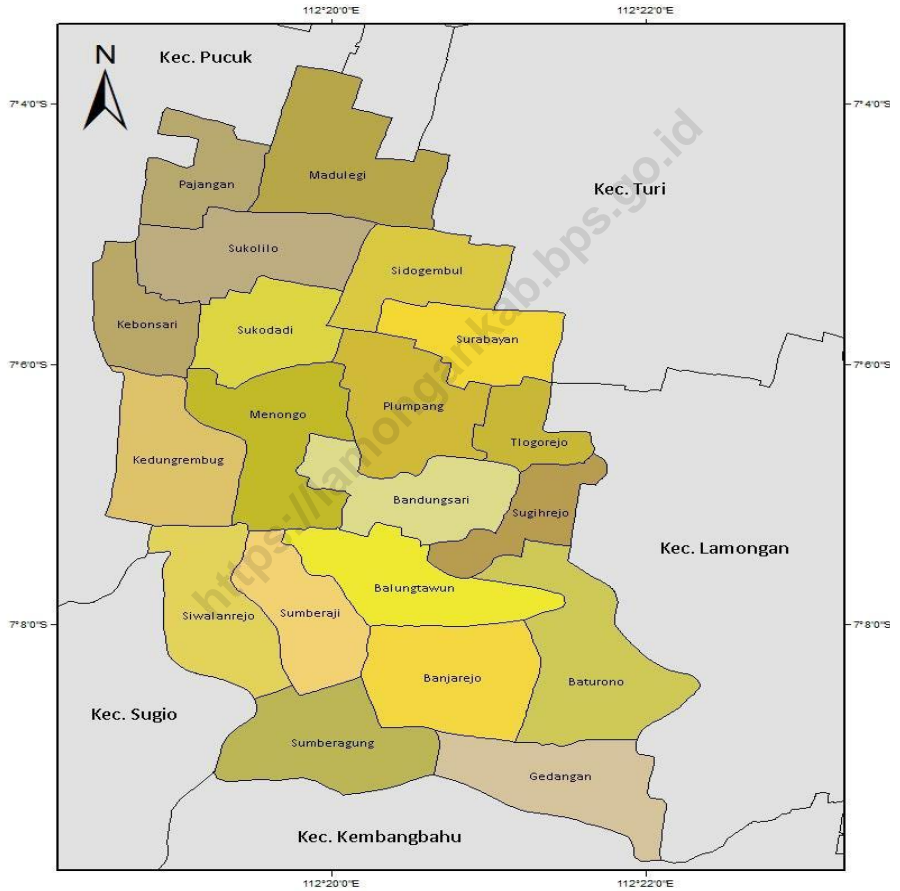 112°20'0"E
112°22'0"E
N
Kec. Pucuk
7°4'0"S
7°4'0"S
Madulegi
Pajangan
Kec. Turi
Sukolilo
Sidogembul
Kebonsari
Sukodadi
Surabayan
7°6'0"S
7°6'0"S
Menongo
Plumpang
Tlogorejo
Kedungrembug
Bandungsari
Sugihrejo
Kec. Lamongan
Balungtawun
Siwalanrejo
Sumberaji
7°8'0"S
7°8'0"S
Banjarejo
Baturono
Kec. Sugio
Sumberagung
Gedangan
Kec. Kembangbahu
112°20'0"E
112°22'0"E
https://lamongankab.bps.go.id